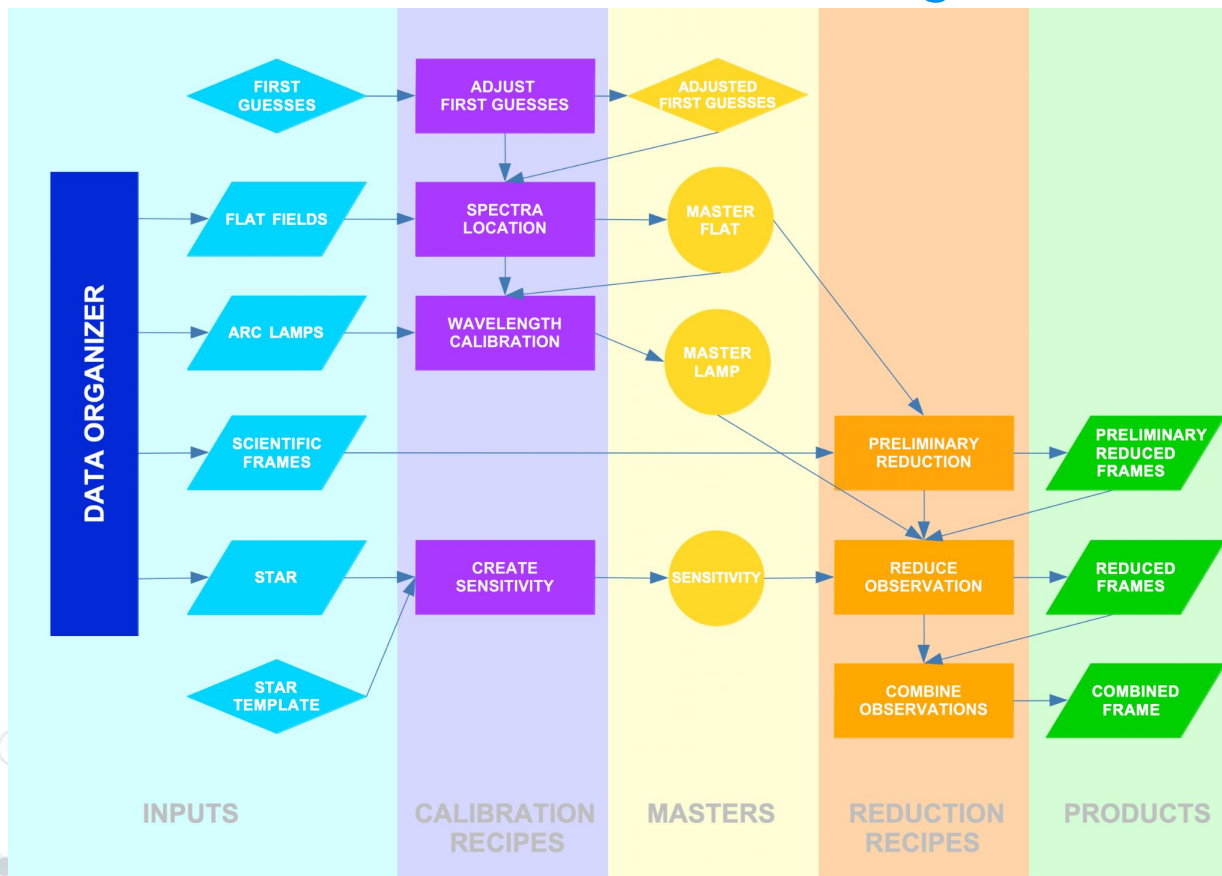 FIRST
GUESSES
ADJUST
FIRST GUESSES
ADJUSTED
FIRST GUESSES
DATA ORGANIZER
FLAT FIELDS
SPECTRA
LOCATION
MASTER
FLAT
ARC LAMPS
WAVELENGTH
CALIBRATION
MASTER
LAMP
SCIENTIFIC
FRAMES
PRELIMINARY
REDUCTION
PRELIMINARY
REDUCED
FRAMES
STAR
CREATE
SENSITIVITY
SENSITIVITY
REDUCE
OBSERVATION
REDUCED
FRAMES
STAR
TEMPLATE
COMBINE
OBSERVATIONS
COMBINED
FRAME
INPUTS
CALIBRATION
RECIPES
MASTERS
REDUCTION
RECIPES
PRODUCTS